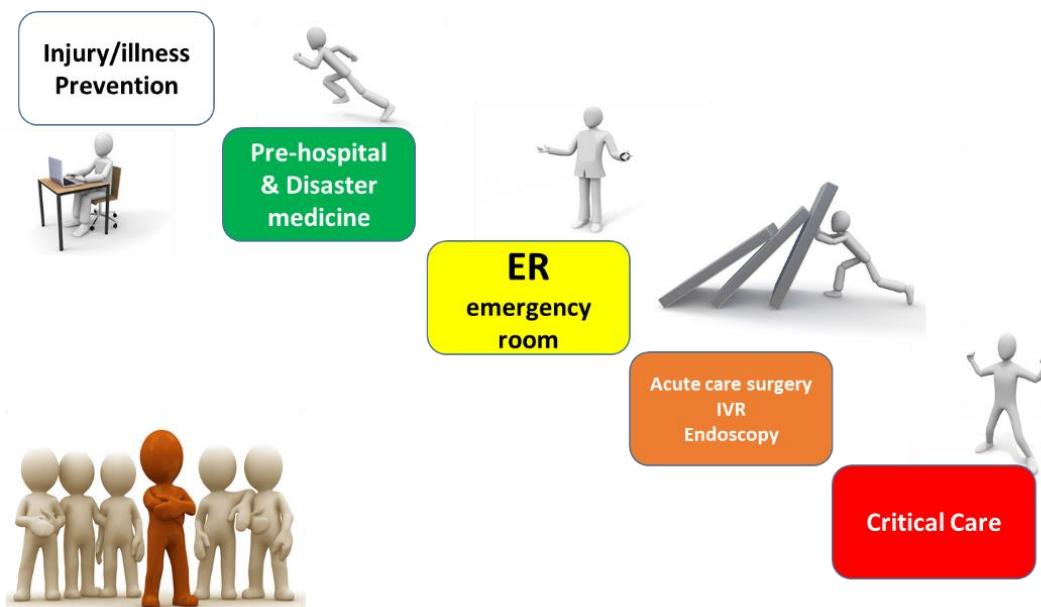 Injury/illness
Prevention
Pre-hospital
& Disaster
medicine
ER
emergency
room
Acute care surgery
IVR
Endoscopy
Critical Care